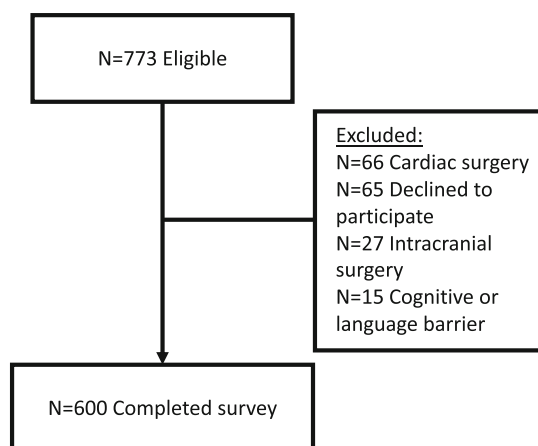 N=773 Eligible
Excluded:
N=66 Cardiac surgery
N=65 Declined to
participate
N=27 Intracranial
surgery
N=15 Cognitive or
language barrier
N=600 Completed survey